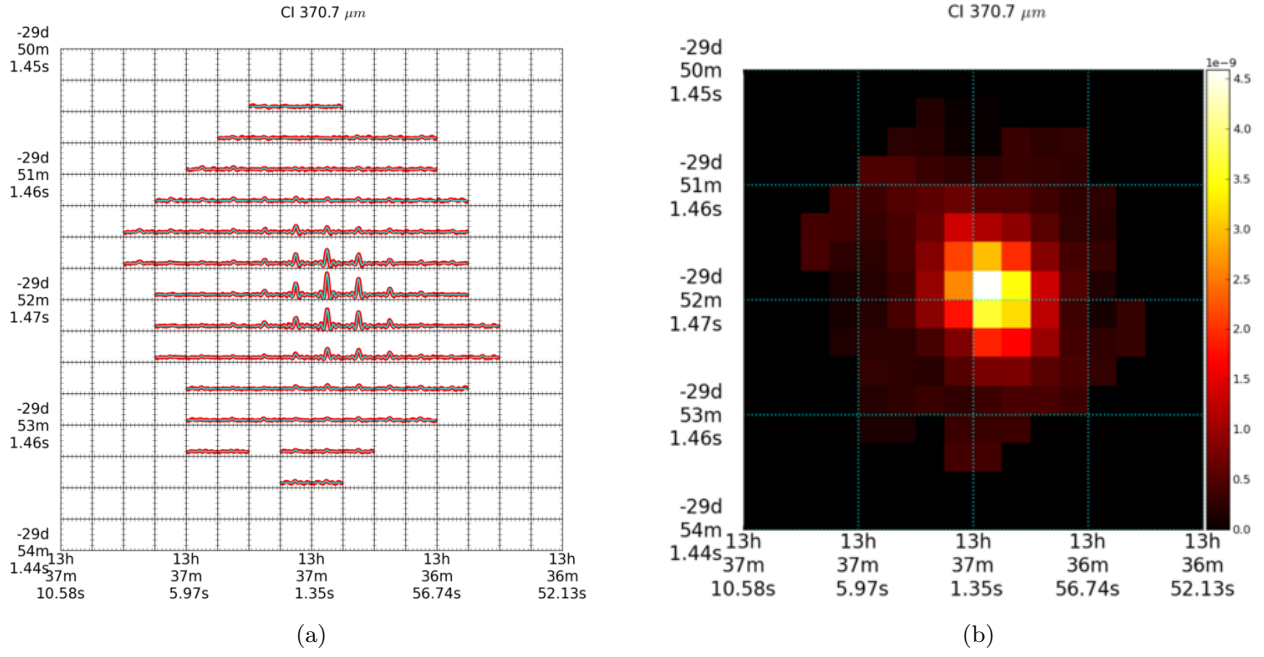 CI 370.7 μm
-29d
50m
1.45s
-29d
51m
1.46s
-29d
52m
1.47s
-29d
53m
1.46s
-29d
54m
1.44s
13h 13h 13h 13h 13h
37m 37m 37m 36m 36m
10.58s 5.97s 1.35s 56.74s 52.13s
(a)
CI 370.7 μm
-29d
50m
1.45s
-29d
51m
1.46s
-29d
52m
1.47s
-29d
53m
1.46s
-29d
54m
1.44s
13h 13h 13h 13h 13h
37m 37m 37m 36m 36m
10.58s 5.97s 1.35s 56.74s 52.13s
1e-9
4.5
4.0
3.5
3.0
2.5
2.0
1.5
1.0
0.5
0.0
(b)